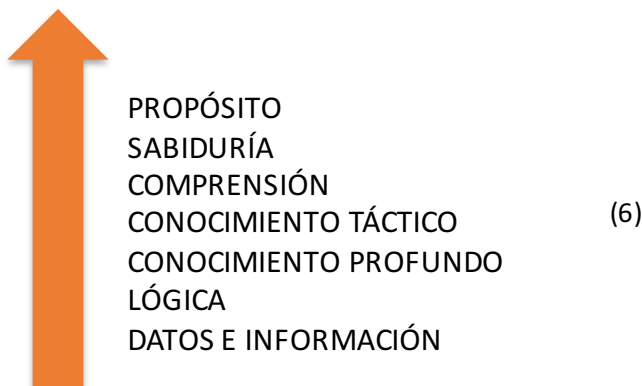 PROPÓSITO
SABIDURÍA
COMPRENSIÓN
CONOCIMIENTO TÁCTICO
(6)
CONOCIMIENTO PROFUNDO
LÓGICA
DATOS E INFORMACIÓN